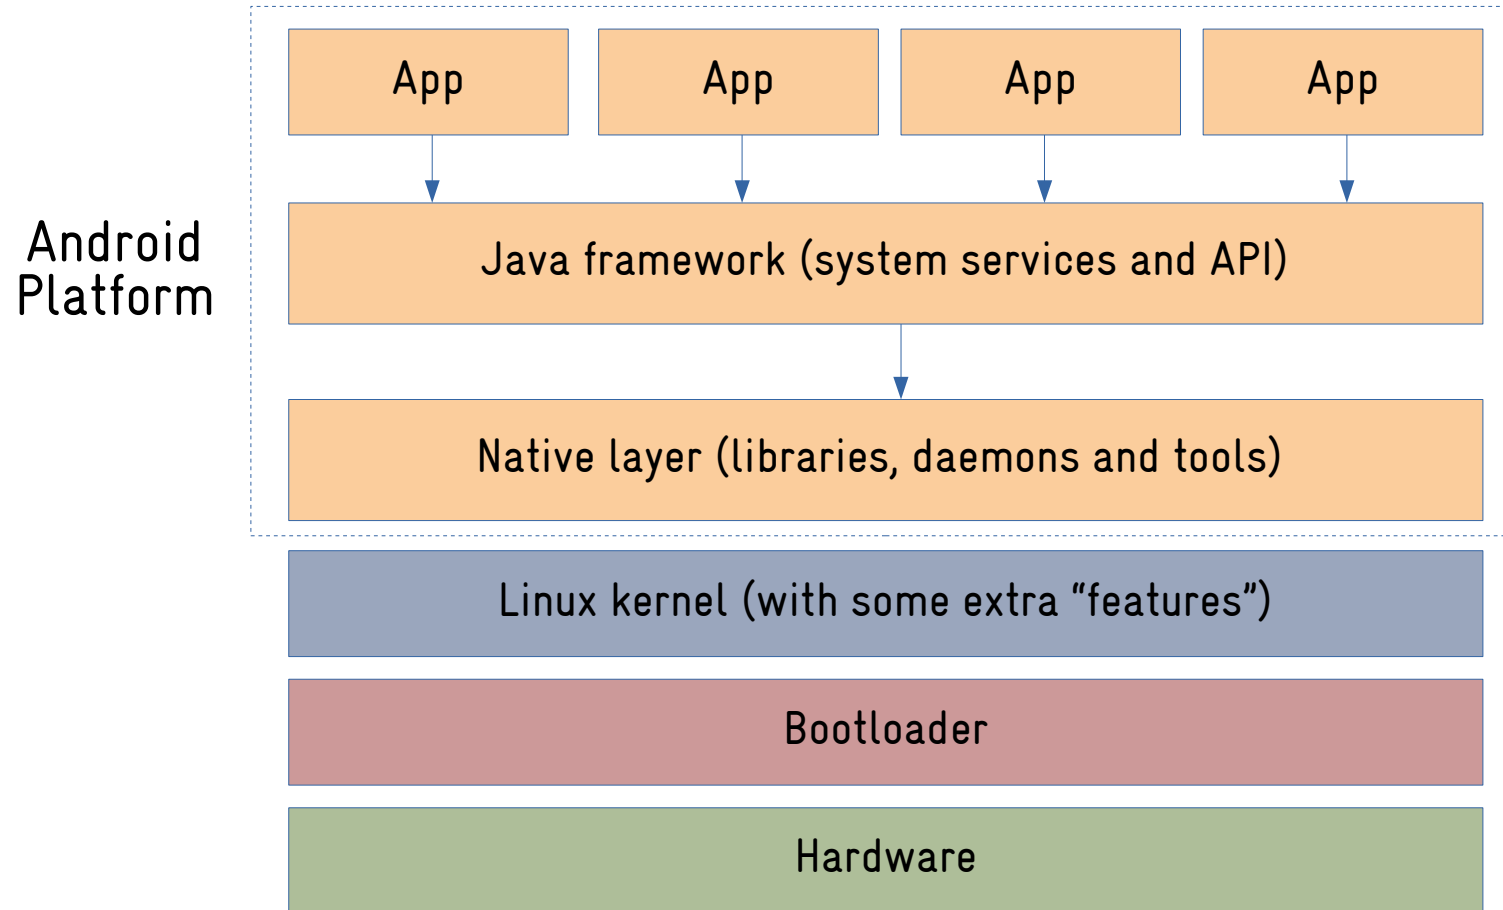 App
App
App
App
Android
Platform
Java framework (system services and API)
Native layer (libraries, daemons and tools)
Linux kernel (with some extra “features”)
Bootloader
Hardware